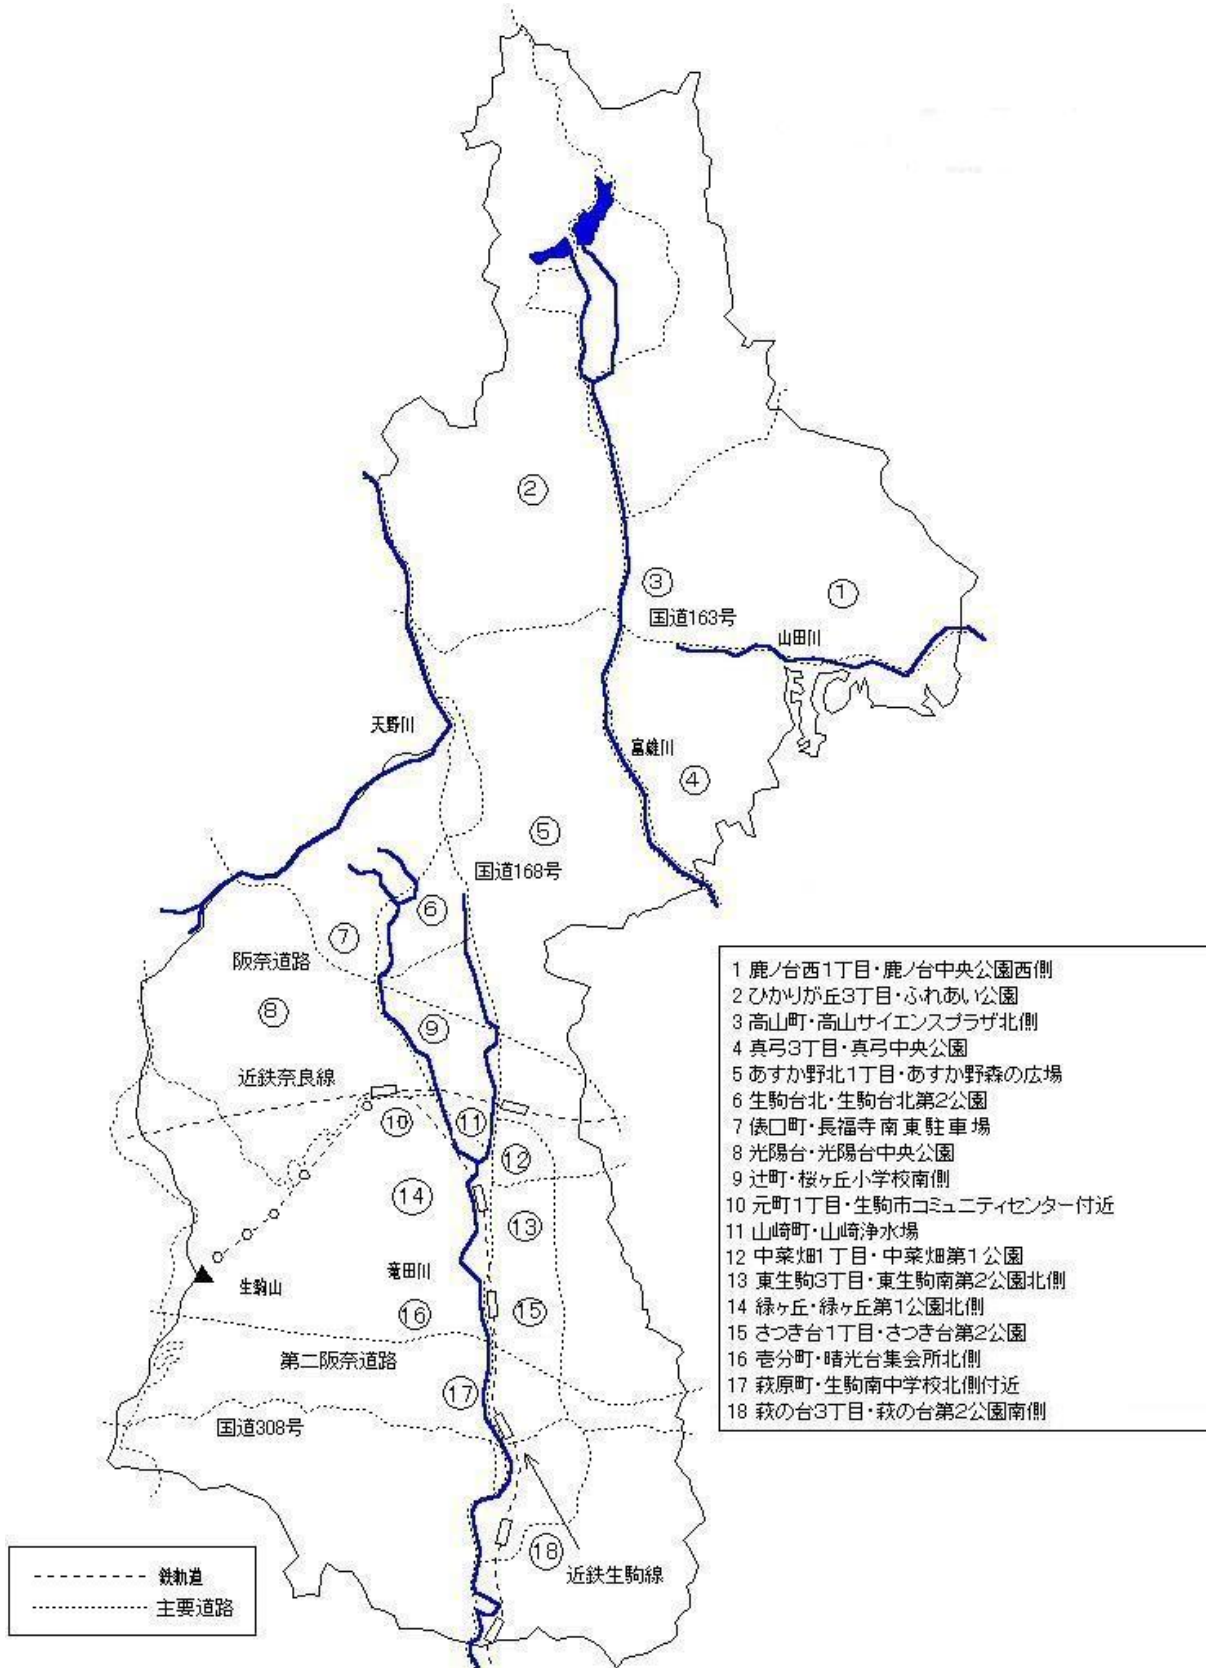 ②
③
①
国道163号
山田川
天野川
富雄川
④
⑤
国道168号
⑥
⑦
阪奈道路
⑧
⑨
近鉄奈良線
⑩
⑪
⑫
⑭
⑬
生駒山
竜田川
⑯
⑮
第二阪奈道路
⑰
国道308号
⑱
近鉄生駒線
1 鹿ノ台西1丁目・鹿ノ台中央公園西側
2 ひかりが丘3丁目・ふれあい公園
3 高山町・高山サイエンスプラザ北側
4 真弓3丁目・真弓中央公園
5 あすか野北1丁目・あすか野森の広場
6 生駒台北・生駒台北第2公園
7 俵口町・長福寺南東駐車場
8 光陽台・光陽台中央公園
9 辻町・桜ヶ丘小学校南側
10 元町1丁目・生駒市コミュニティセンター付近
11 山崎町・山崎浄水場
12 中菜畑1丁目・中菜畑第1公園
13 東生駒3丁目・東生駒南第2公園北側
14 緑ヶ丘・緑ヶ丘第1公園北側
15 さつき台1丁目・さつき台第2公園
16 壱分町・晴光台集会所北側
17 萩原町・生駒南中学校北側付近
18 萩の台3丁目・萩の台第2公園南側
鉄軌道
主要道路